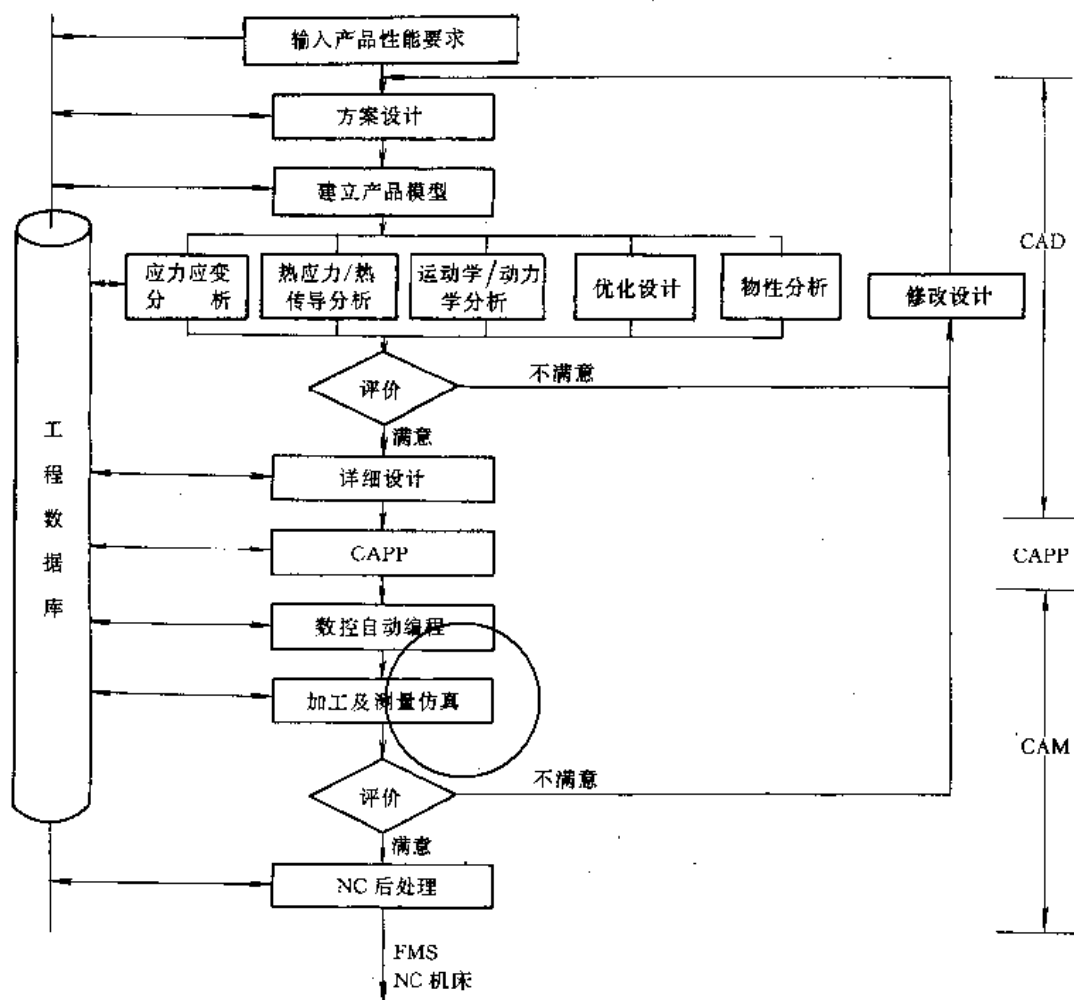 输入产品性能要求
方案设计
建立产品模型
应力应变
分 析
热应力/热
传导分析
运动学/动力
学分析
优化设计
物性分析
修改设计
CAD
评价
不满意
满意
工程数据库
详细设计
CAPP
CAPP
数控自动编程
加工及测量仿真
CAM
评价
不满意
满意
NC后处理
FMS
NC机床